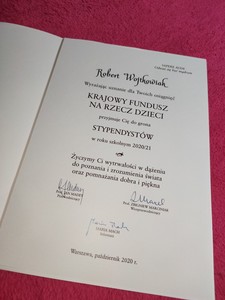 Robert Wojtkowiak
Wyrażając uznanie dla Twoich osiągnięć
KRAJOWY FUNDUSZ
NA RZECZ DZIECI
przyjmuje Cię do grona
STYPENDYSTÓW
w roku szkolnym 2020/21
Życzymy Ci wytrwałości w dążeniu
do poznania i zrozumienia świata
oraz pomnażania dobra i piękna
Warszawa, październik 2020 r.